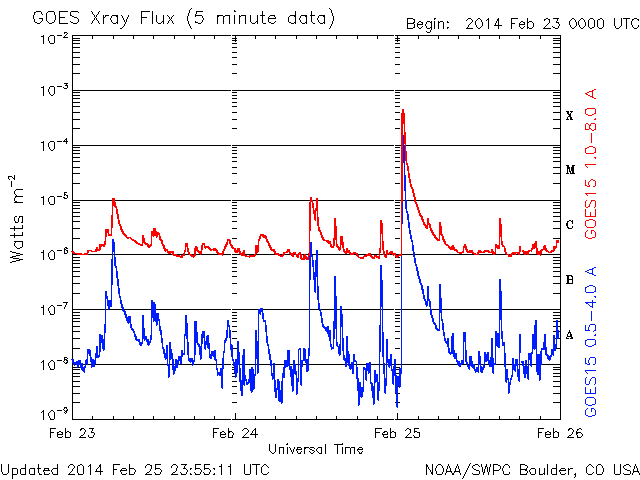 GOES Xray Flux (5 minute data)
Begin: 2014 Feb 23 0000 UTC
10⁻²
10⁻³
10⁻⁴
10⁻⁵
10⁻⁶
10⁻⁷
10⁻⁸
10⁻⁹
Watts m⁻²
X
M
C
B
A
GOES15 1.0-8.0 A
GOES15 0.5-4.0 A
Feb 23
Feb 24
Feb 25
Feb 26
Universal Time
Updated 2014 Feb 25 23:55:11 UTC
NOAA/SWPC Boulder, CO USA